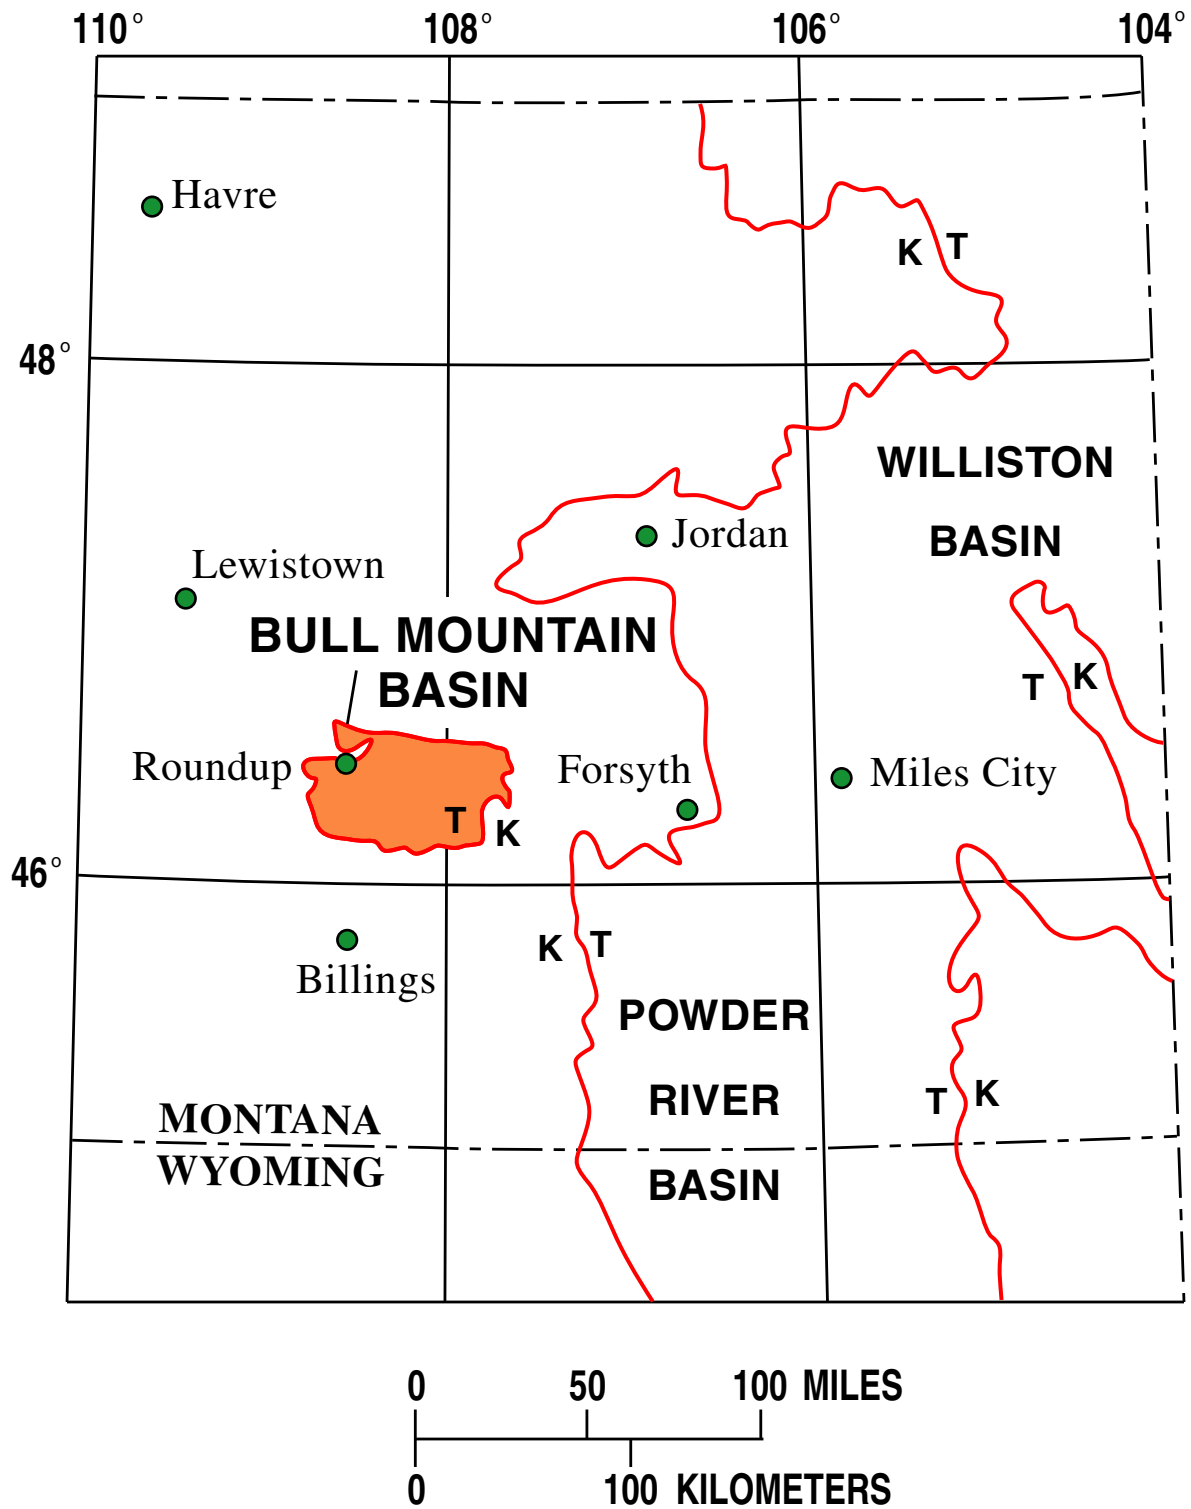 110° 108° 106° 104°
Havre
K T
48°
WILLISTON
BASIN
Jordan
Lewistown
BULL MOUNTAIN
BASIN
T K
Roundup
Forsyth
Miles City
T K
46°
K T
Billings
POWDER
RIVER
BASIN
T K
MONTANA
WYOMING
0 50 100 MILES
0 100 KILOMETERS